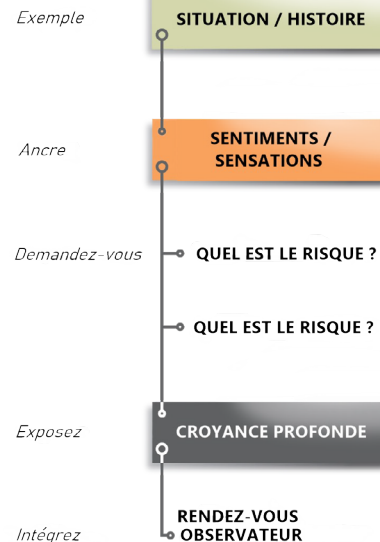 Exemple
SITUATION / HISTOIRE
Ancre
SENTIMENTS /
SENSATIONS
Demandez-vous
QUEL EST LE RISQUE ?
QUEL EST LE RISQUE ?
Exposez
CROYANCE PROFONDE
Intégrez
RENDEZ-VOUS
OBSERVATEUR